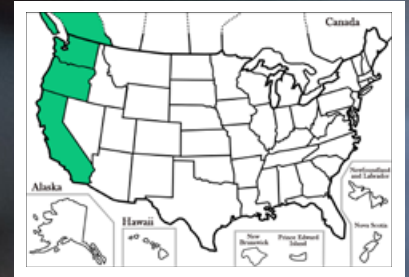 Canada
Newfoundland
and Labrador
Alaska
Hawaii
New
Brunswick
Prince Edward
Island
Nova Scotia